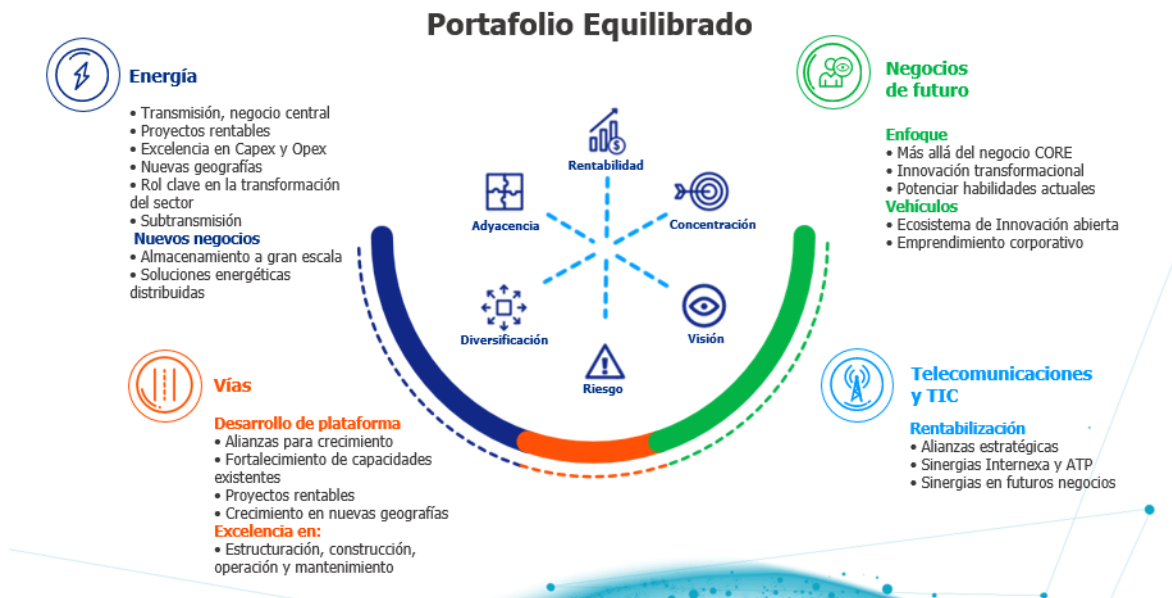 Portafolio Equilibrado
Energía
• Transmisión, negocio central
• Proyectos rentables
• Excelencia en Capex y Opex
• Nuevas geografías
• Rol clave en la transformación
del sector
• Subtransmisión
Nuevos negocios
• Almacenamiento a gran escala
• Soluciones energéticas
distribuidas
Rentabilidad
Adyacencia
Concentración
Diversificación
Visión
Riesgo
Negocios
de futuro
Enfoque
• Más allá del negocio CORE
• Innovación transformacional
• Potenciar habilidades actuales
Vehículos
• Ecosistema de Innovación abierta
• Emprendimiento corporativo
Vías
Desarrollo de plataforma
• Alianzas para crecimiento
• Fortalecimiento de capacidades
existentes
• Proyectos rentables
• Crecimiento en nuevas geografías
Excelencia en:
• Estructuración, construcción,
operación y mantenimiento
Telecomunicaciones
y TIC
Rentabilización
• Alianzas estratégicas
• Sinergias Internexa y ATP
• Sinergias en futuros negocios